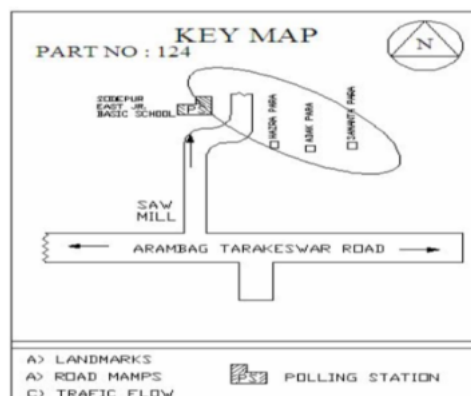 KEY MAP
PART NO : 124
N
SODEPUR
EAST JR.
BASIC SCHOOL
PS
HAZRA PARA
ADAK PARA
SAMANTA PARA
SAW
MILL
ARAMBAG TARAKESWAR ROAD
A> LANDMARKS
A> ROAD MAMPS
PS POLLING STATION
C> TRAFIC FLOW